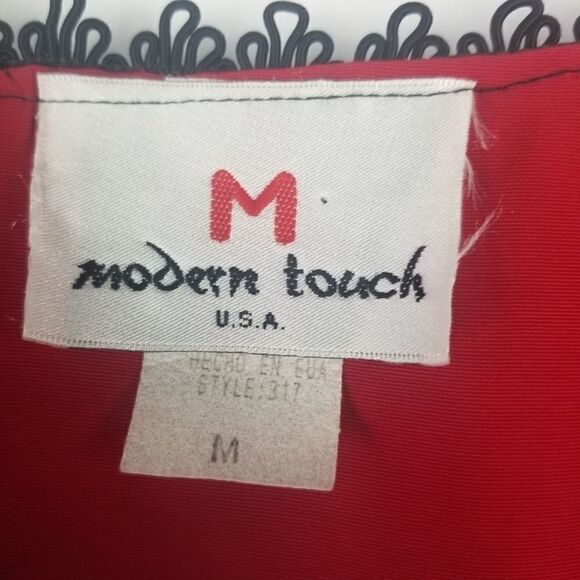 M
modern touch
U.S.A.
HECHO EN EUA
STYLE:317
M